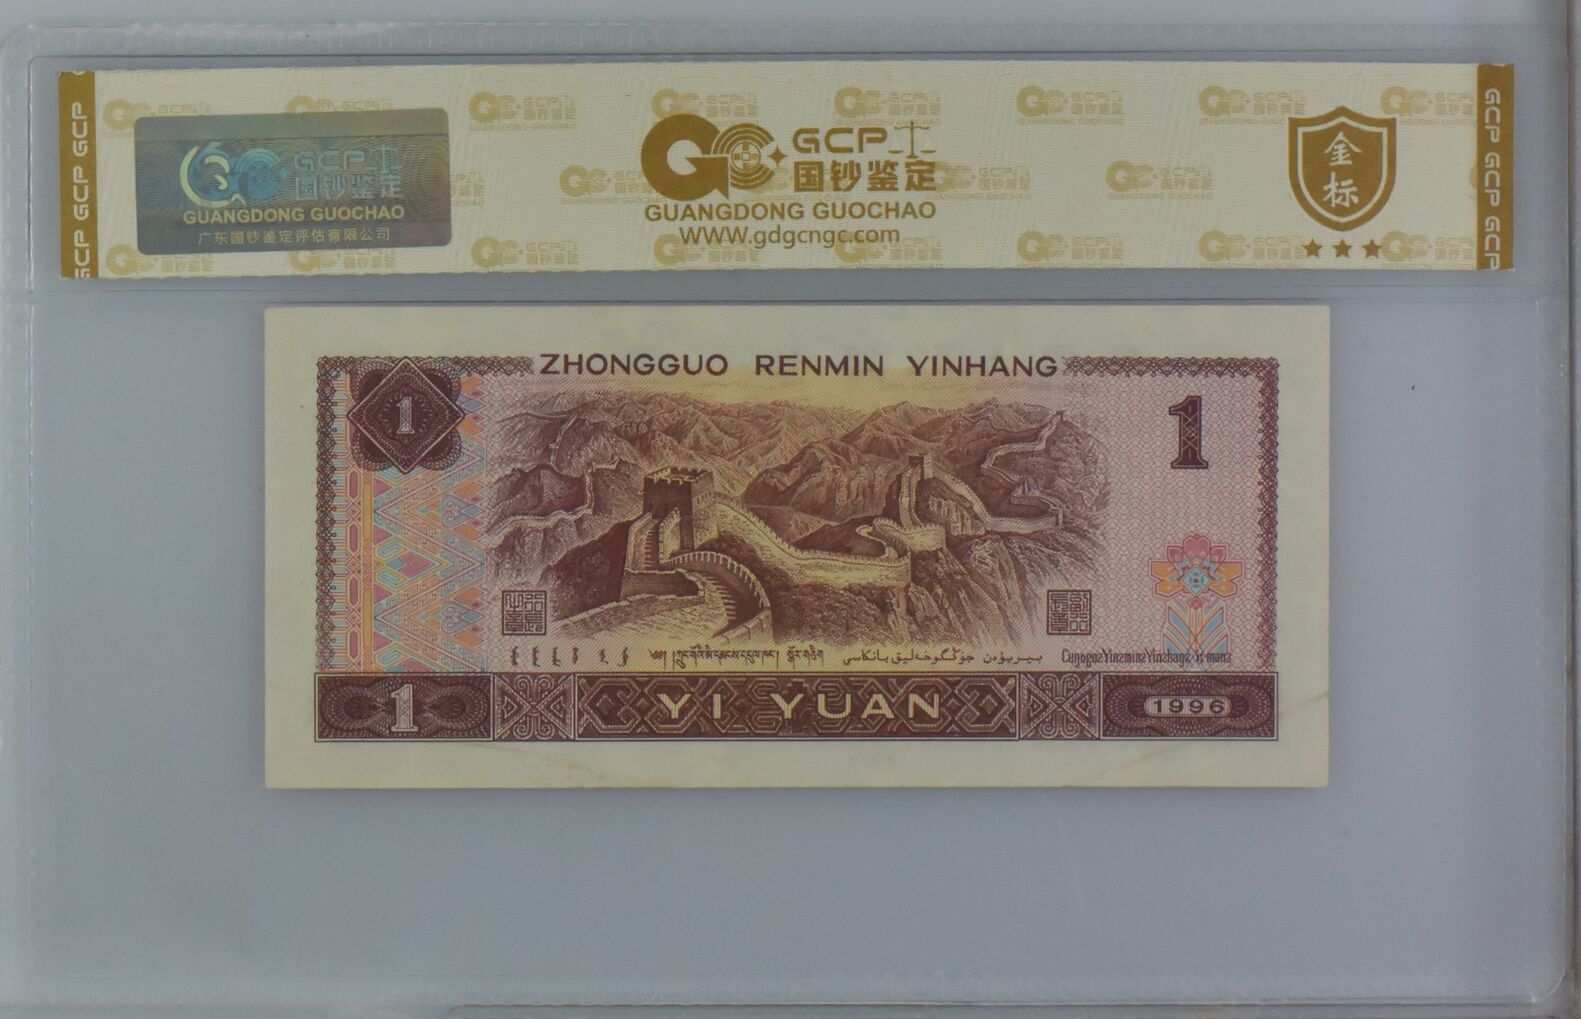 GCP GCP GCP
GCP
国钞鉴定
GUANGDONG GUOCHAO
广东国钞鉴定评估有限公司
GCP
国钞鉴定
GUANGDONG GUOCHAO
WWW.gdgcngc.com
金标
GCP GCP GCP
ZHONGGUO RENMIN YINHANG
1
1
1
YI YUAN
1996